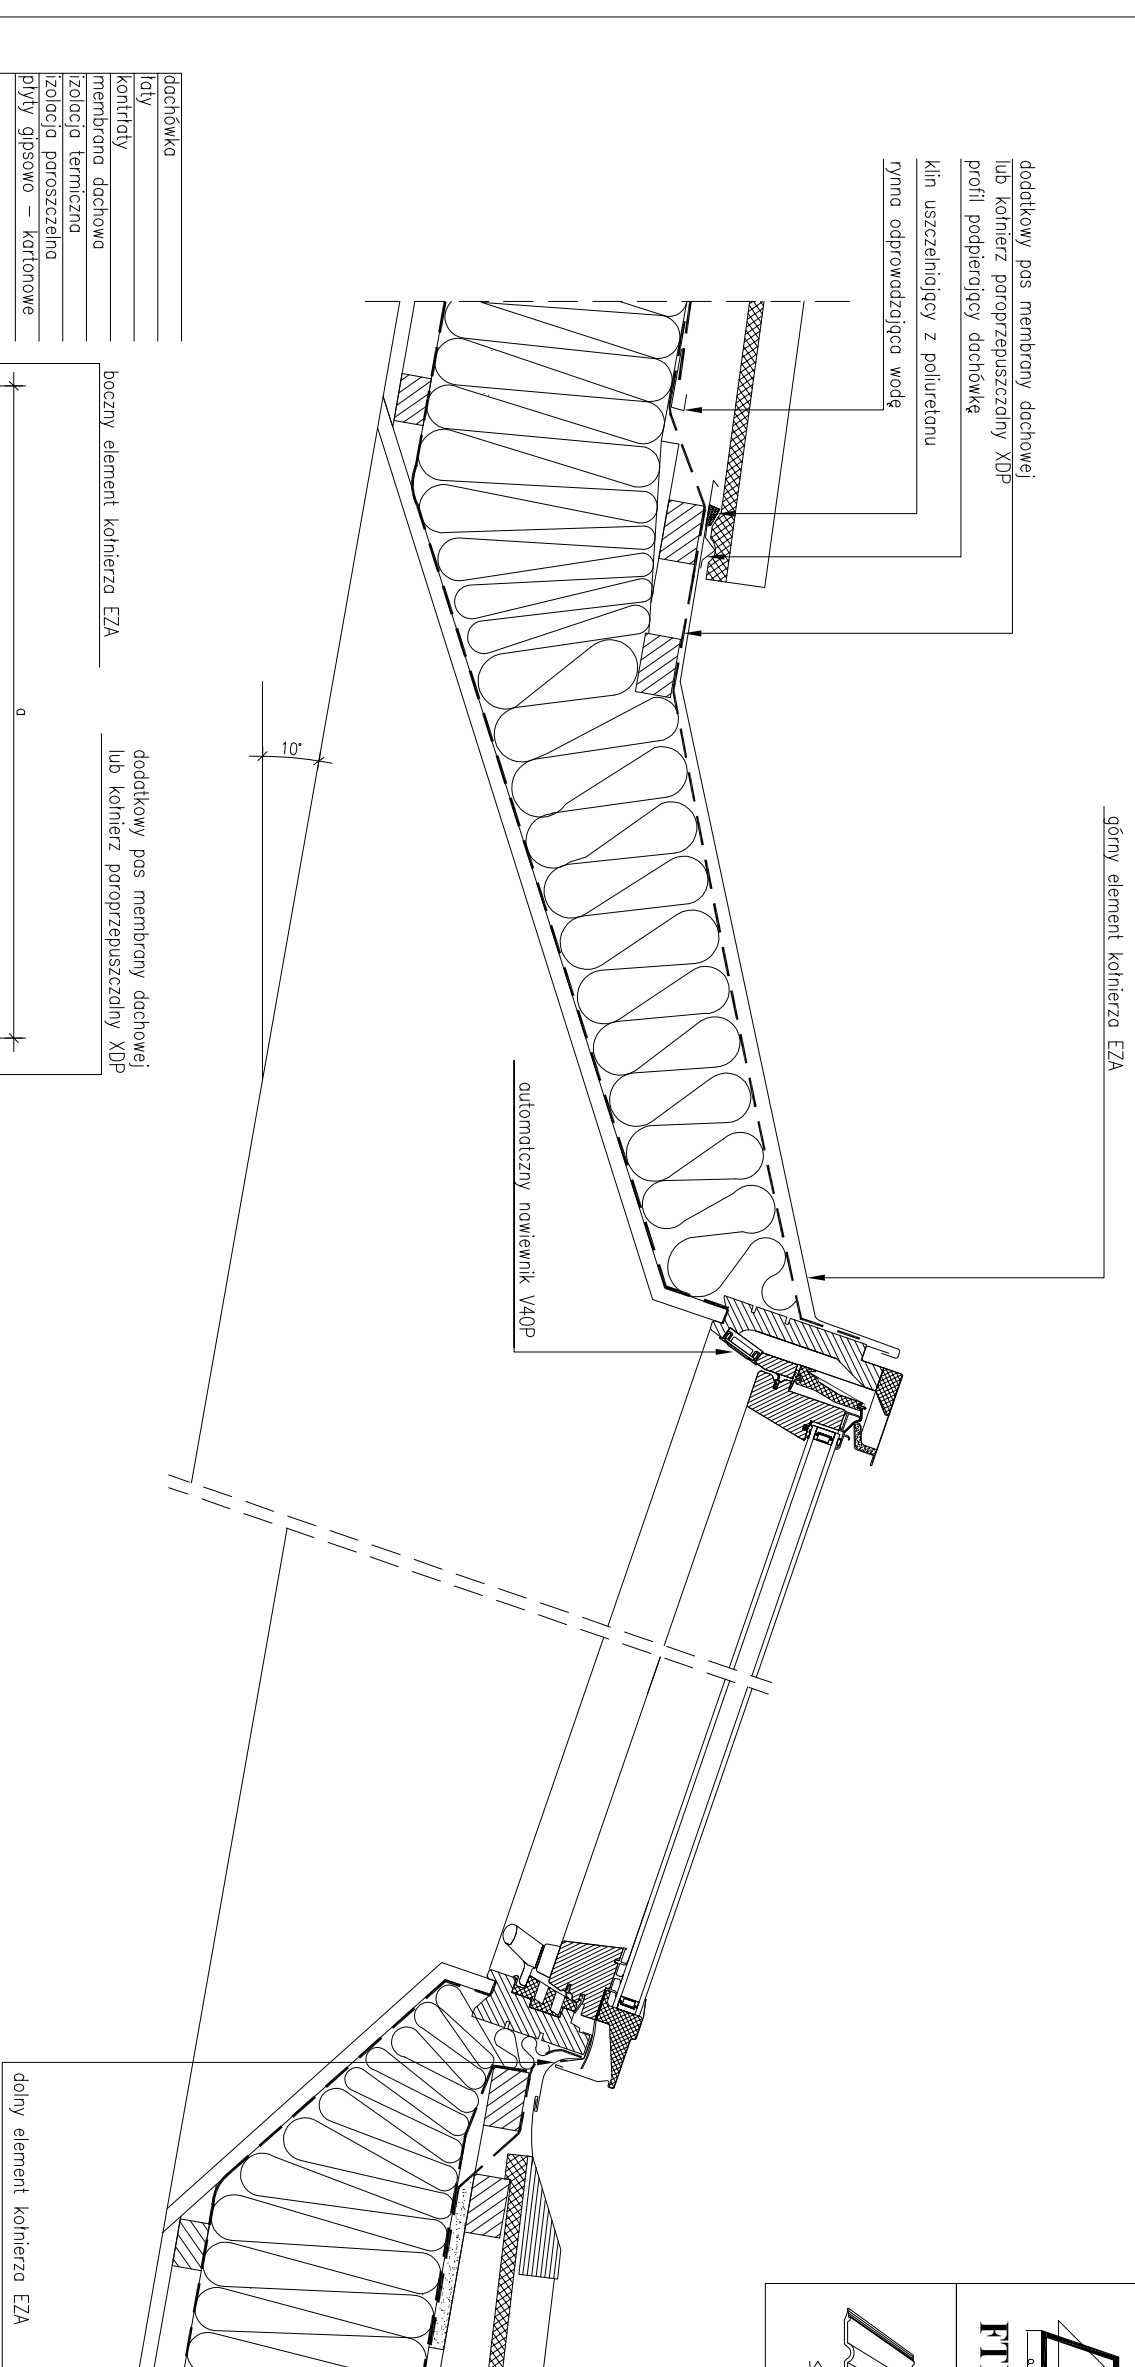 górny element kołnierza EZA
dodatkowy pas membrany dachowej
lub kołnierz paroprzepuszczalny XDP
profil podpierający dachówkę
klin uszczelniający z poliuretanu
rynna odprowadzająca wodę
FT
automatczny nawiewnik V40P
10°
dachówka
łaty
kontrłaty
membrana dachowa
izolacja termiczna
izolacja paroszczelna
płyty gipsowo - kartonowe
dodatkowy pas membrany dachowej
lub kołnierz paroprzepuszczalny XDP
boczny element kołnierza EZA
a
dolny element kołnierza EZA